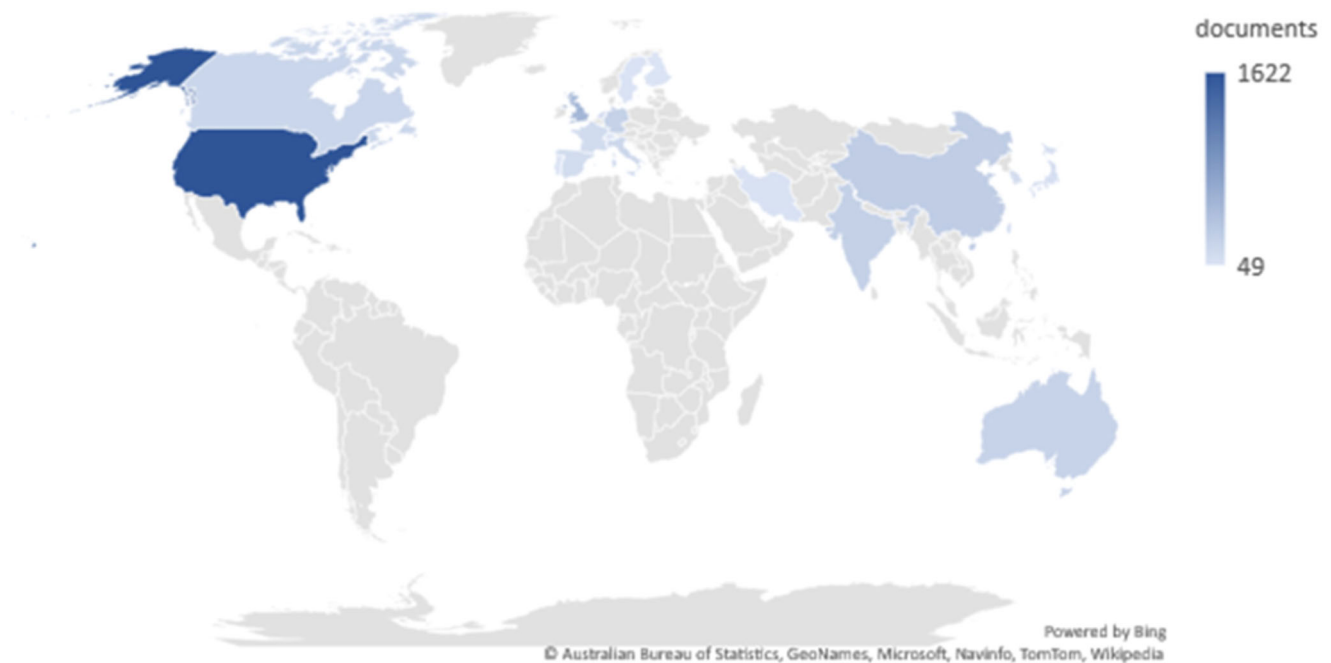 documents
1622
49
Powered by Bing
© Australian Bureau of Statistics, GeoNames, Microsoft, Navinfo, TomTom, Wikipedia